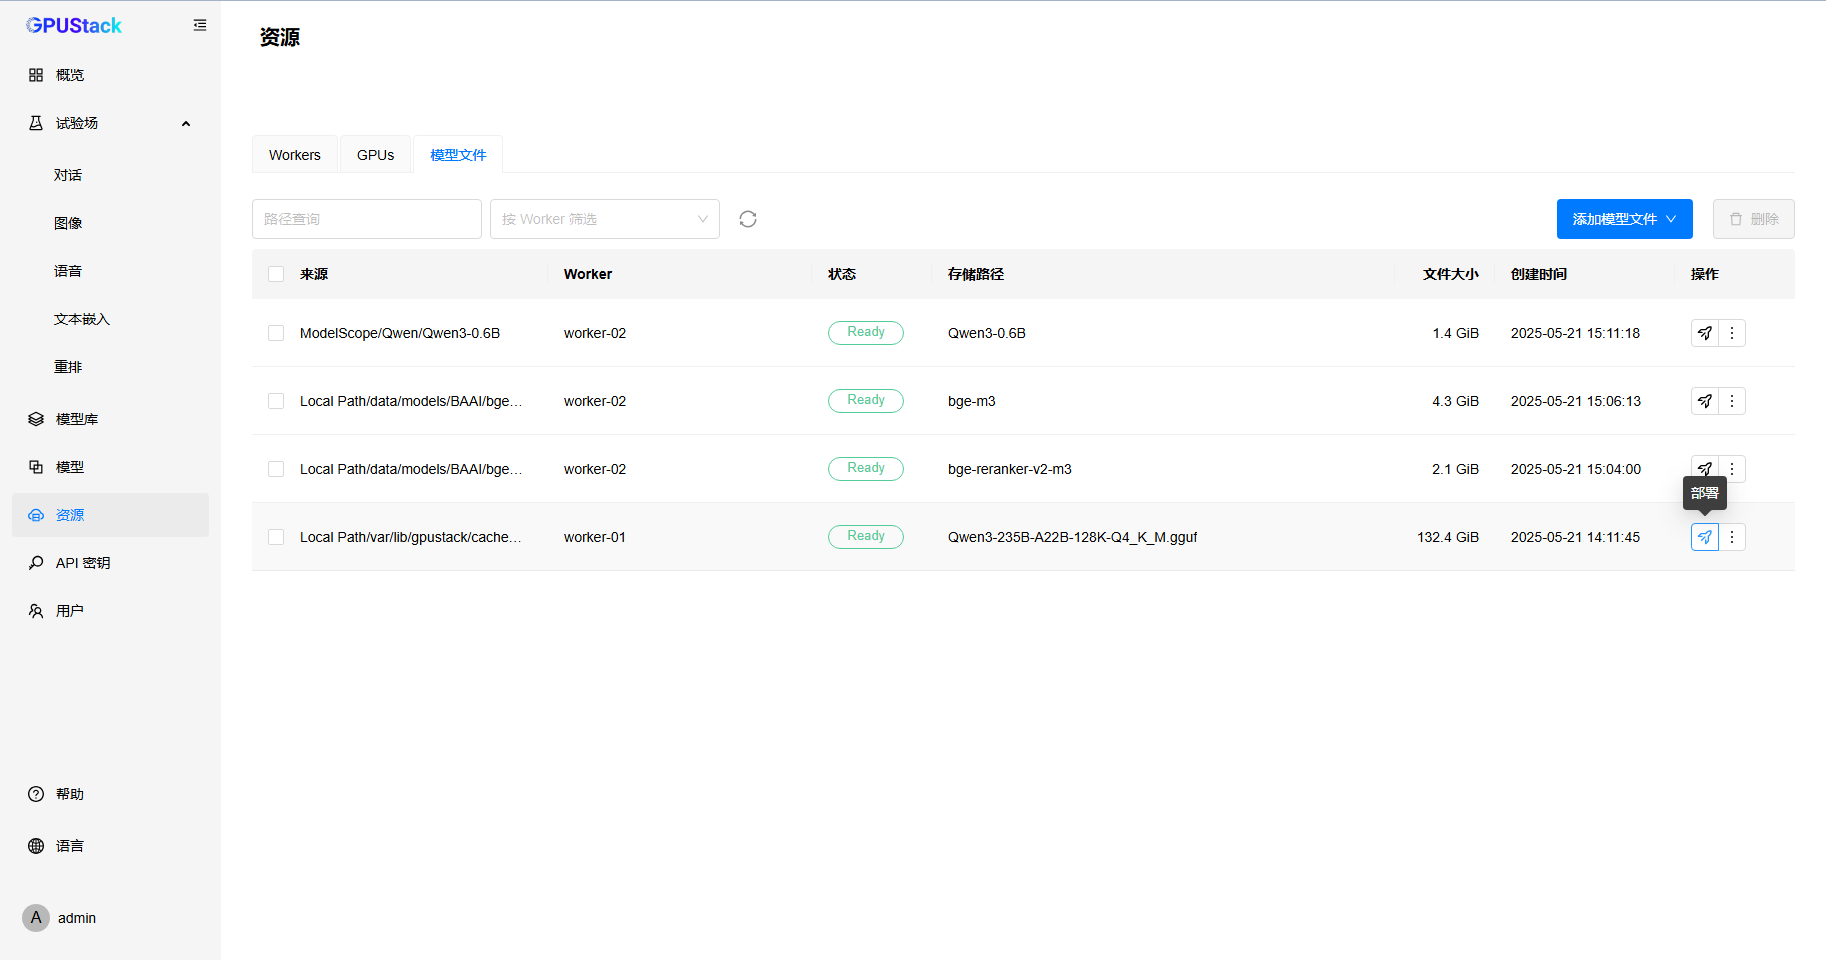 GPUStack
概览
试验场
对话
图像
语音
文本嵌入
重排
模型库
模型
资源
API 密钥
用户
帮助
语言
A admin
资源
Workers GPUs 模型文件
路径查询 按 Worker 筛选 添加模型文件 删除
来源 Worker 状态 存储路径 文件大小 创建时间 操作
ModelScope/Qwen/Qwen3-0.6B worker-02 Ready Qwen3-0.6B 1.4 GiB 2025-05-21 15:11:18
Local Path/data/models/BAAI/bge... worker-02 Ready bge-m3 4.3 GiB 2025-05-21 15:06:13
Local Path/data/models/BAAI/bge... worker-02 Ready bge-reranker-v2-m3 2.1 GiB 2025-05-21 15:04:00
部署
Local Path/var/lib/gpustack/cache... worker-01 Ready Qwen3-235B-A22B-128K-Q4_K_M.gguf 132.4 GiB 2025-05-21 14:11:45